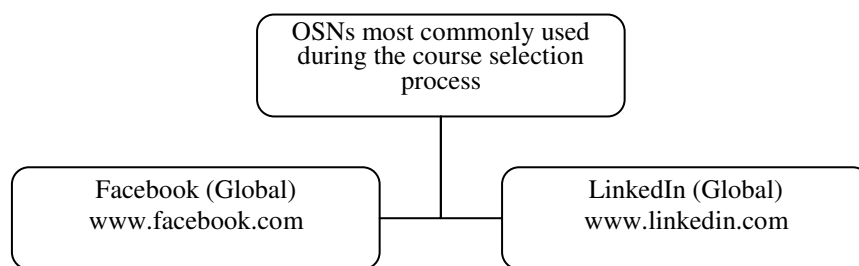 OSNs most commonly used
during the course selection
process
Facebook (Global)
www.facebook.com
LinkedIn (Global)
www.linkedin.com